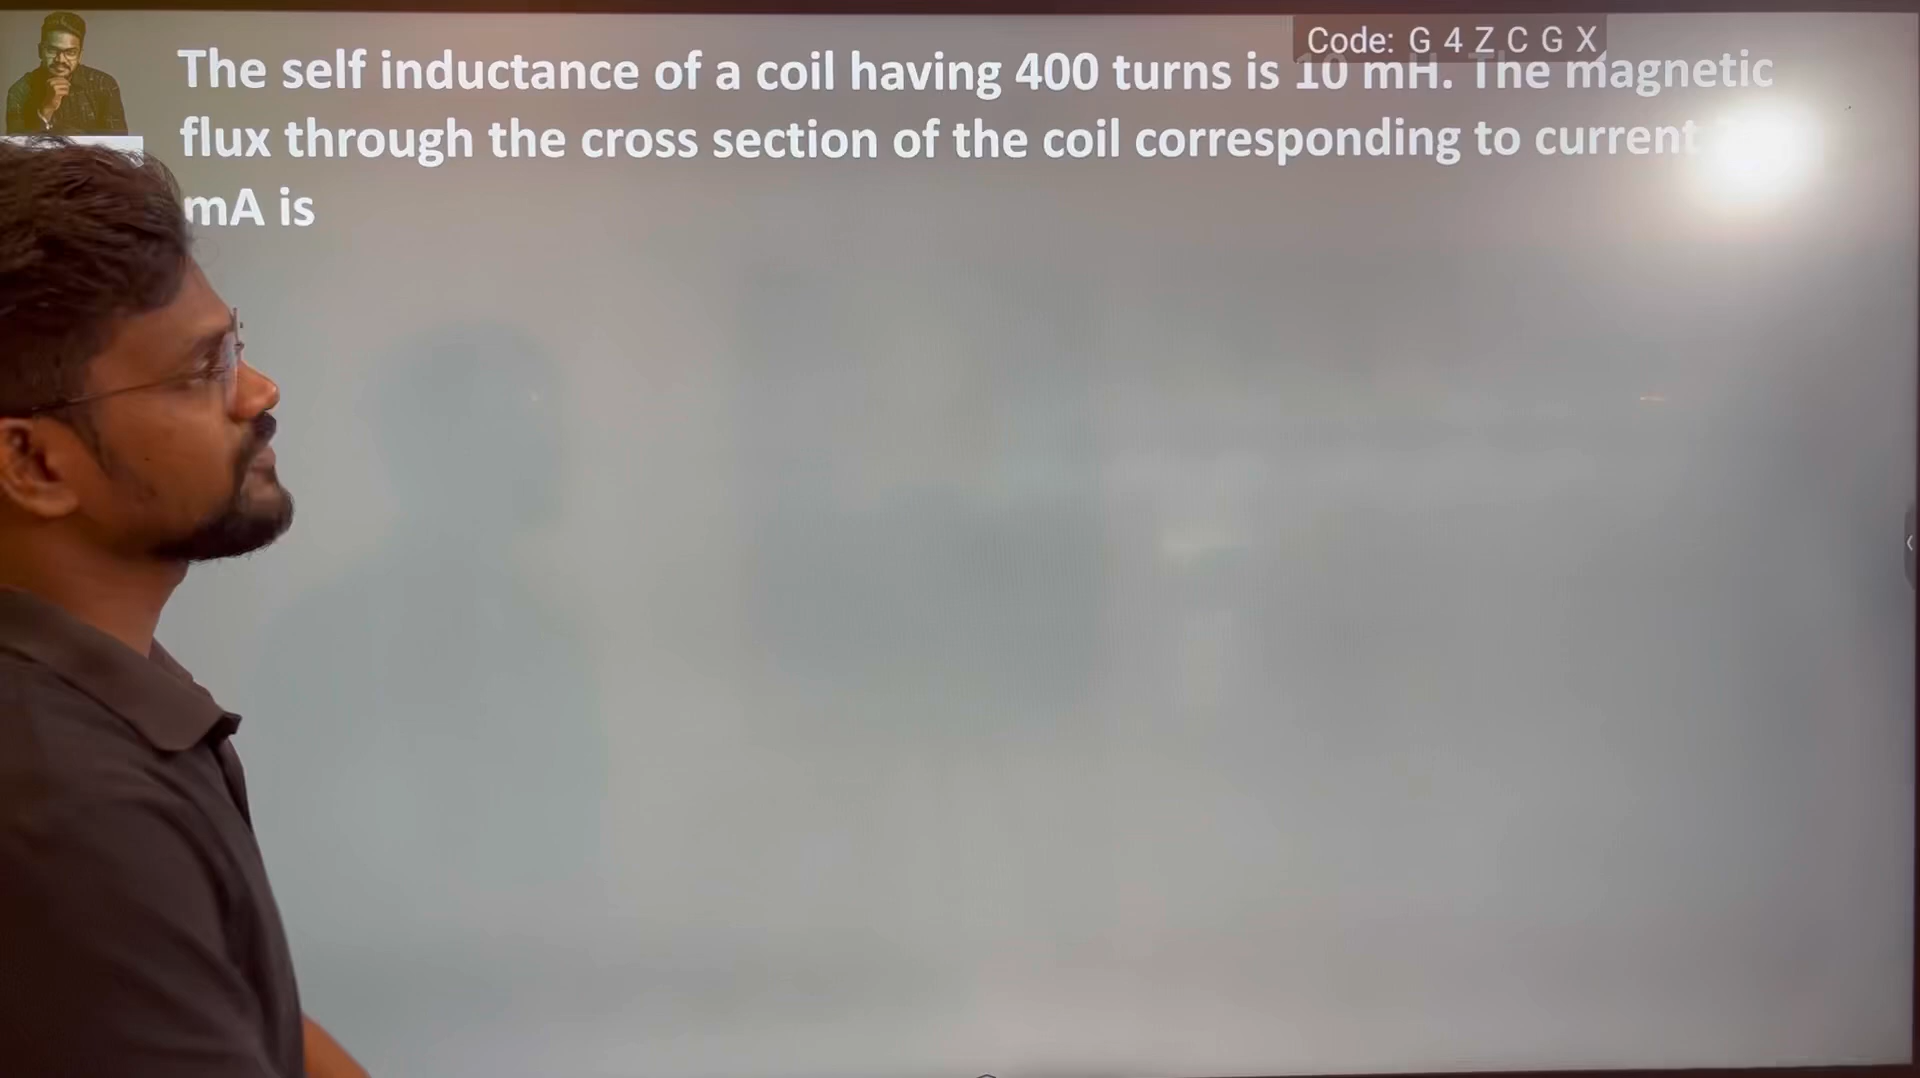 Code: G 4 Z C G X
The self inductance of a coil having 400 turns is 10 mH. The magnetic
flux through the cross section of the coil corresponding to current
mA is